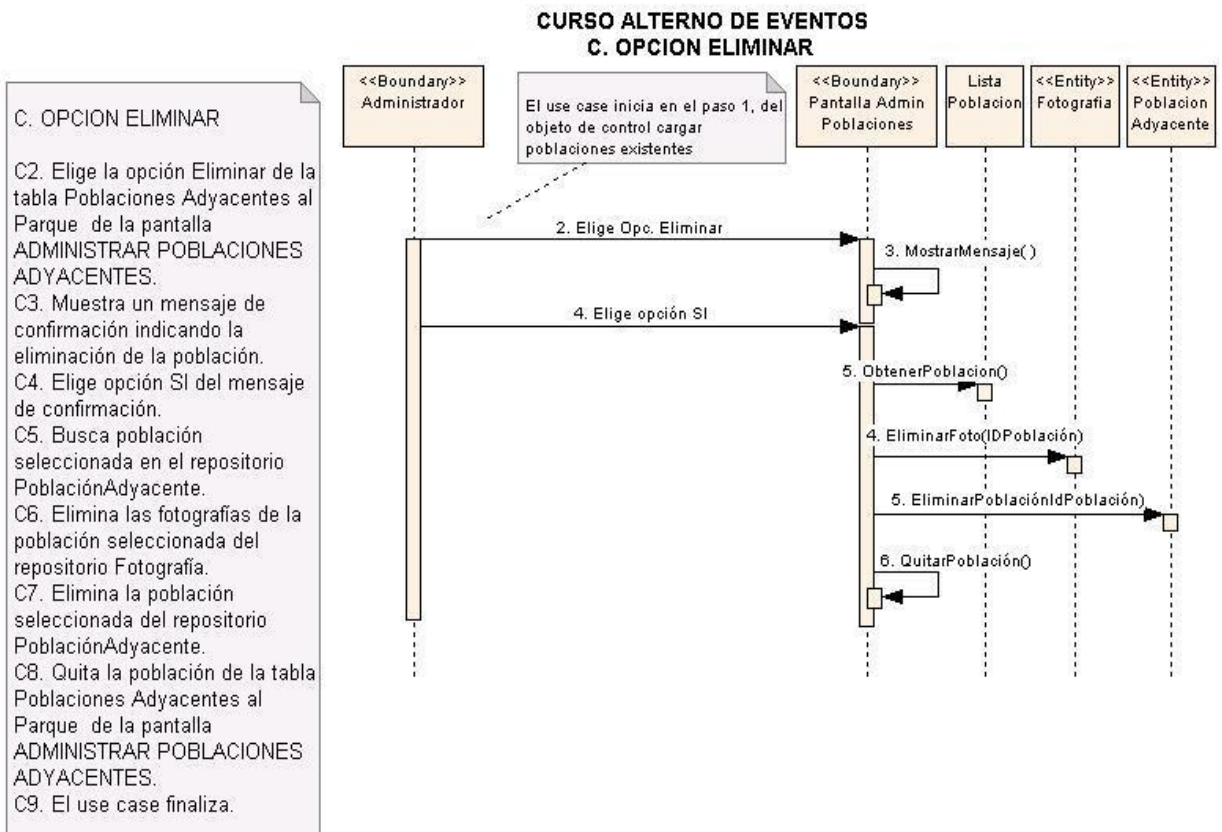 CURSO ALTERNO DE EVENTOS
C. OPCION ELIMINAR
C. OPCION ELIMINAR
C2. Elige la opción Eliminar de la
tabla Poblaciones Adyacentes al
Parque de la pantalla
ADMINISTRAR POBLACIONES
ADYACENTES.
C3. Muestra un mensaje de
confirmación indicando la
eliminación de la población.
C4. Elige opción SI del mensaje
de confirmación.
C5. Busca población
seleccionada en el repositorio
PoblaciónAdyacente.
C6. Elimina las fotografías de la
población seleccionada del
repositorio Fotografía.
C7. Elimina la población
seleccionada del repositorio
PoblaciónAdyacente.
C8. Quita la población de la tabla
Poblaciones Adyacentes al
Parque de la pantalla
ADMINISTRAR POBLACIONES
ADYACENTES.
C9. El use case finaliza.
<<Boundary>>
Administrador
El use case inicia en el paso 1, del
objeto de control cargar
poblaciones existentes
<<Boundary>>
Pantalla Admin
Poblaciones
Lista
Poblacion
<<Entity>>
Fotografia
<<Entity>>
Poblacion
Adyacente
2. Elige Opc. Eliminar
3. MostrarMensaje( )
4. Elige opción SI
5. ObtenerPoblacion()
4. EliminarFoto(IDPoblación)
5. EliminarPoblaciónIdPoblación)
6. QuitarPoblación()